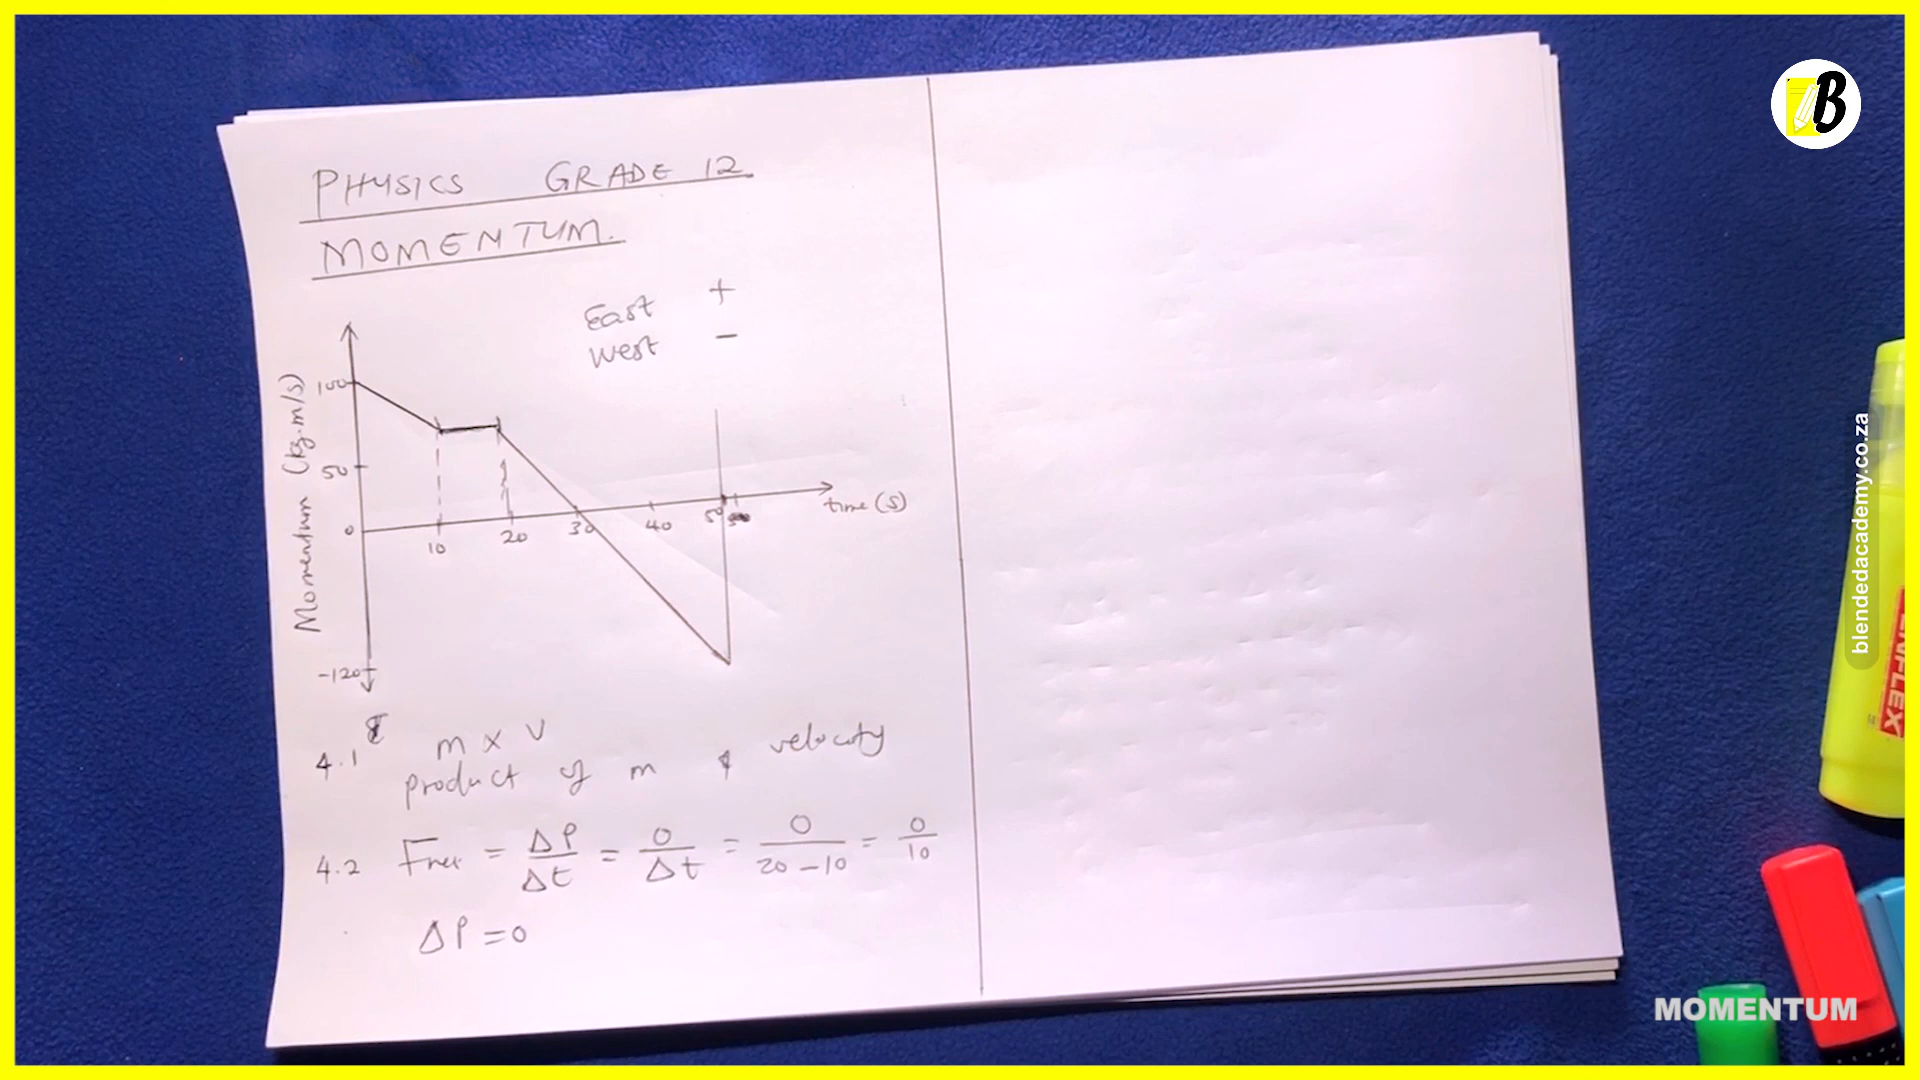 PHYSICS GRADE 12
MOMENTUM.
East +
West -
Momentum (kg.m/s)
100
50
0
-120
10 20 30 40 50
time (s)
4.1 m x v
product of m & velocity
4.2 Fnet = ΔP/Δt = 0/Δt = 0/20-10 = 0/10
ΔP = 0
B
blendedacademy.co.za
MOMENTUM